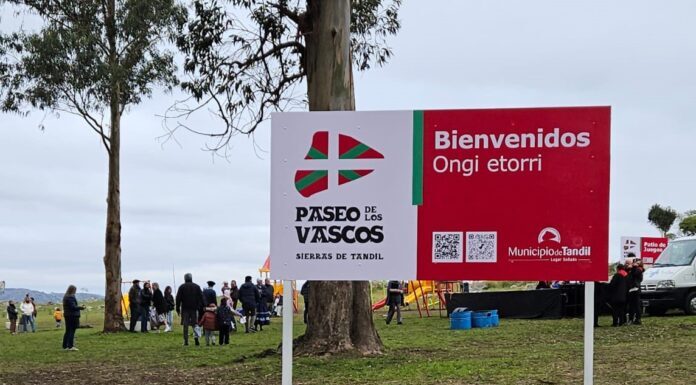 Bienvenidos
Ongi etorri
PASEO DE LOS
VASCOS
SIERRAS DE TANDIL
Municipio de Tandil
Lugar Soñado
Patio de
Juegos